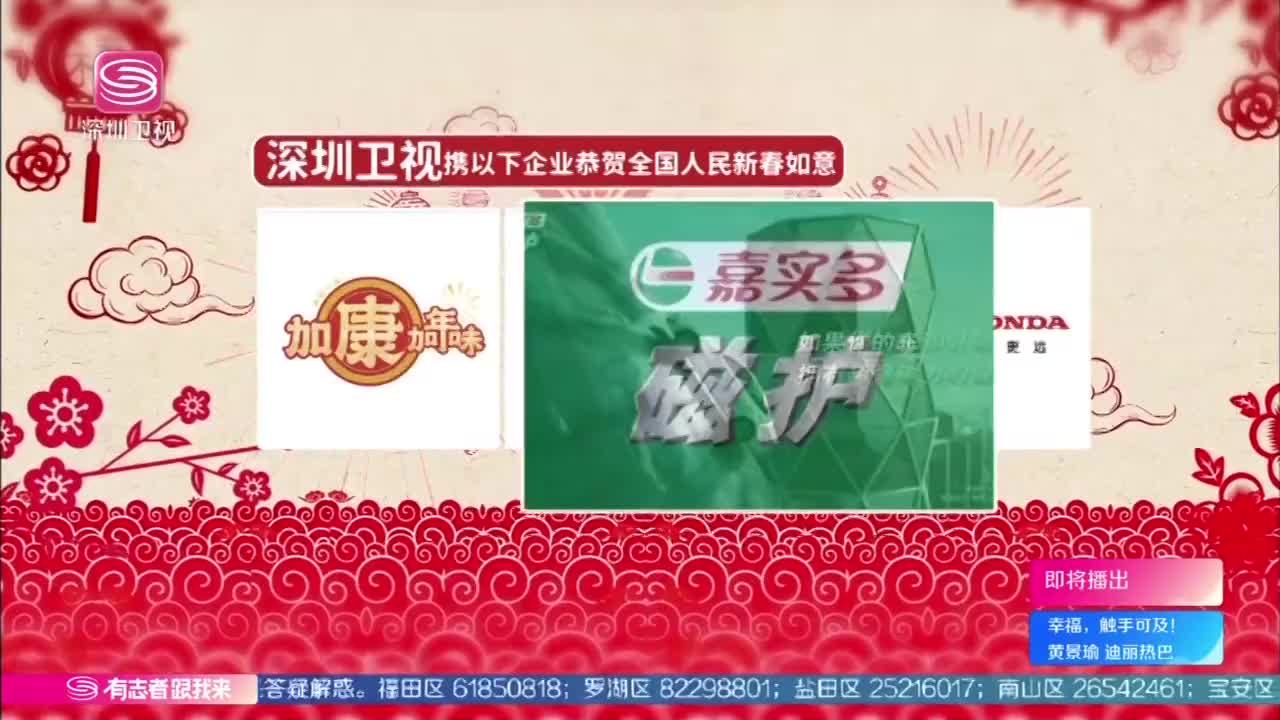 深圳卫视
深圳卫视携以下企业恭贺全国人民新春如意
加康加年味
嘉实多
磁护
ONDA
更 远
即将播出
幸福，触手可及！
黄景瑜 迪丽热巴
有志者跟我来
答疑解惑。福田区 61850818；罗湖区 82298801；盐田区 25216017；南山区 26542461；宝安区